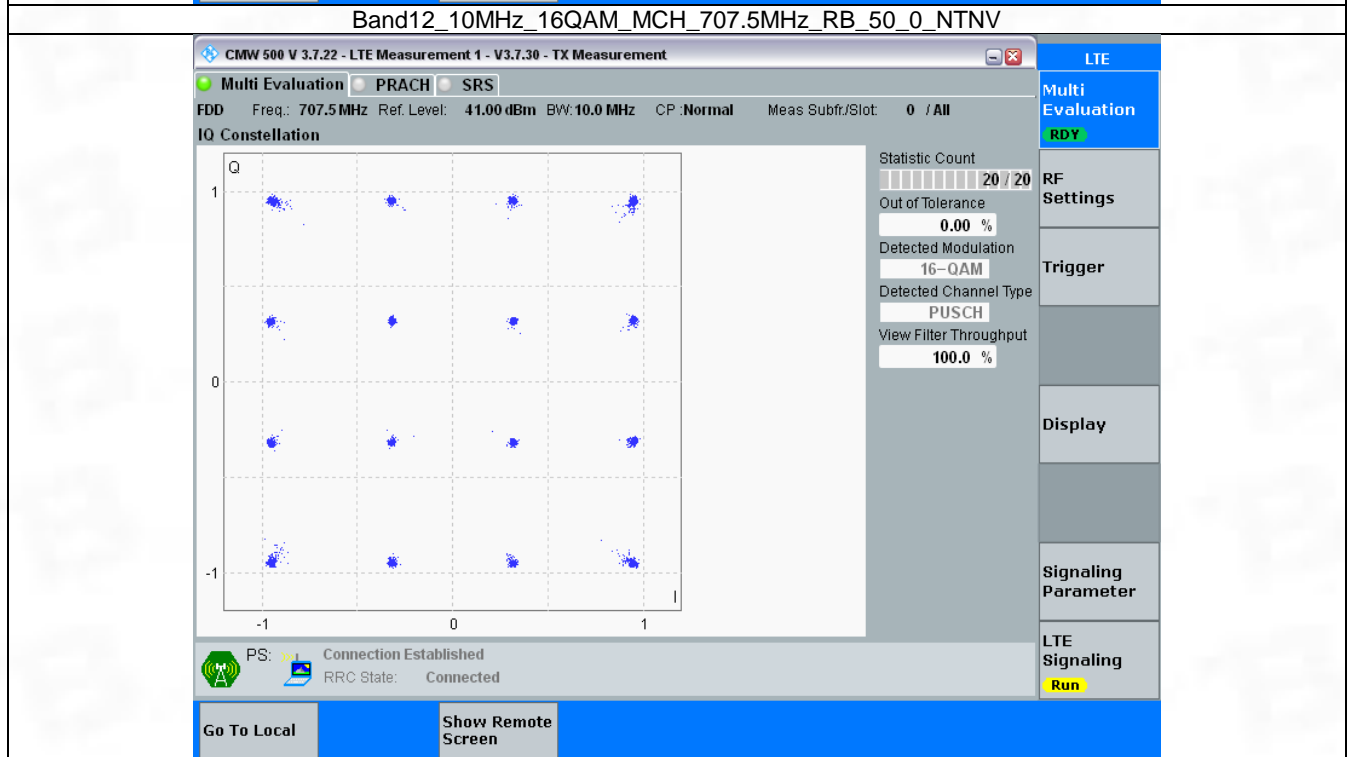 Band12_10MHz_16QAM_MCH_707.5MHz_RB_50_0_NTNV
CMW 500 V 3.7.22 - LTE Measurement 1 - V3.7.30 - TX Measurement
LTE
Multi Evaluation PRACH SRS
FDD Freq.: 707.5 MHz Ref. Level: 41.00 dBm BW: 10.0 MHz CP :Normal Meas Subfr./Slot: 0 / All
IQ Constellation
Q
1
0
-1
I
-1 0 1
Statistic Count
20 / 20
Out of Tolerance
0.00 %
Detected Modulation
16-QAM
Detected Channel Type
PUSCH
View Filter Throughput
100.0 %
Multi
Evaluation
RDY
RF
Settings
Trigger
Display
Signaling
Parameter
LTE
Signaling
Run
PS: Connection Established
RRC State: Connected
Go To Local
Show Remote
Screen